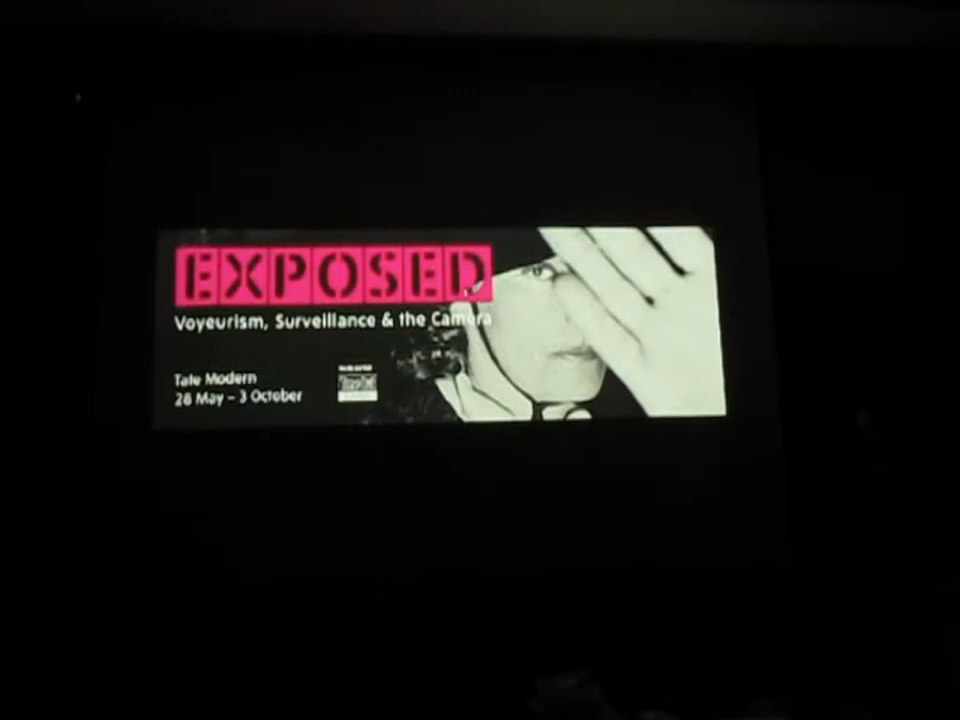 EXPOSED
Voyeurism, Surveillance & the Camera
Tate Modern
28 May – 3 October